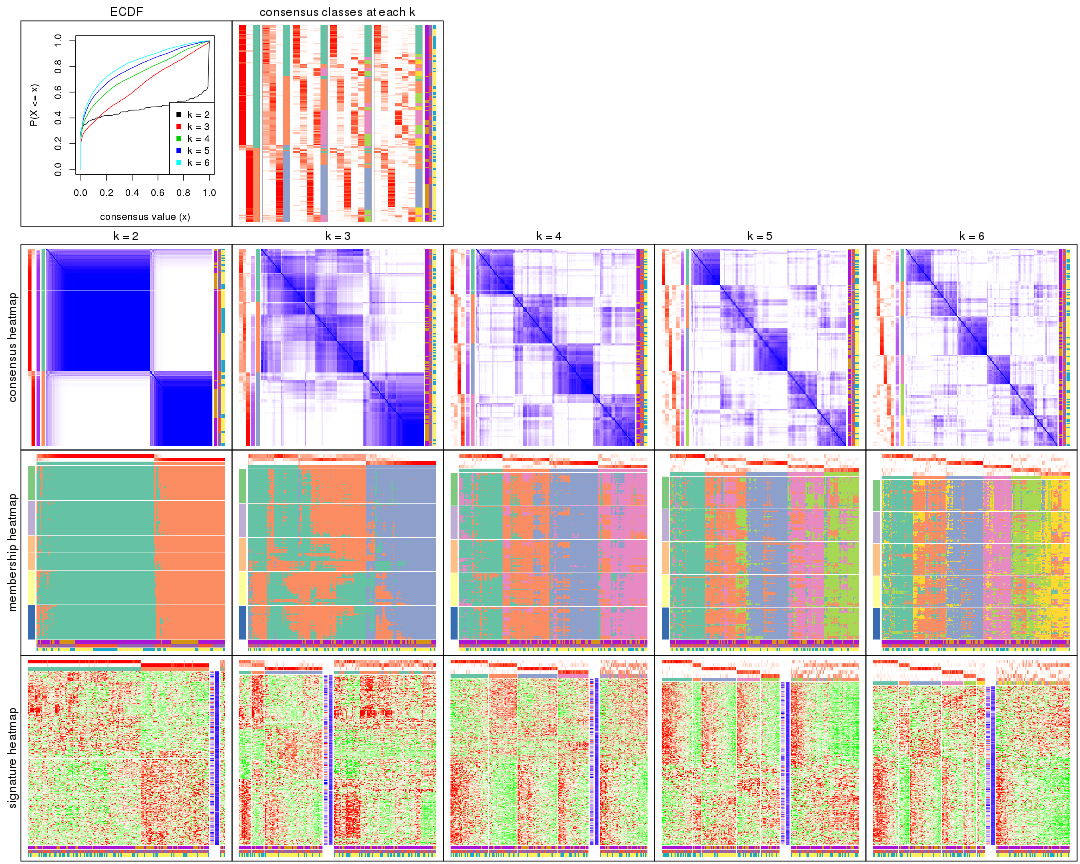 ECDF
consensus classes at each k
P(X <= x)
0.0 0.2 0.4 0.6 0.8 1.0
k = 2
k = 3
k = 4
k = 5
k = 6
0.0 0.2 0.4 0.6 0.8 1.0
consensus value (x)
k = 2
k = 3
k = 4
k = 5
k = 6
consensus heatmap
membership heatmap
signature heatmap